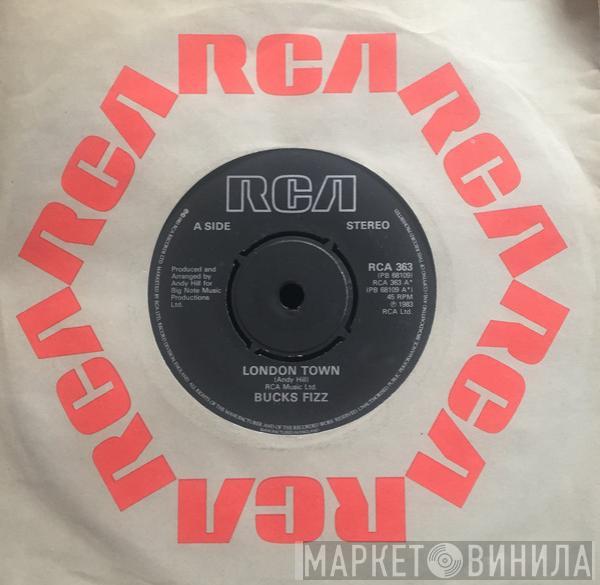 RCA
RCA
RCA
RCA
RCA
RCA
RCA
RCA
RCA
A SIDE
STEREO
Produced and
Arranged by
Andy Hill for
Big Note Music
Productions
Ltd.
RCA 363
(PB 68109)
RCA 363 A*
(PB 68109 A*)
45 RPM
℗ 1983
RCA Ltd.
LONDON TOWN
(Andy Hill)
RCA Music Ltd.
BUCKS FIZZ
МАРКЕТ ВИНИЛА